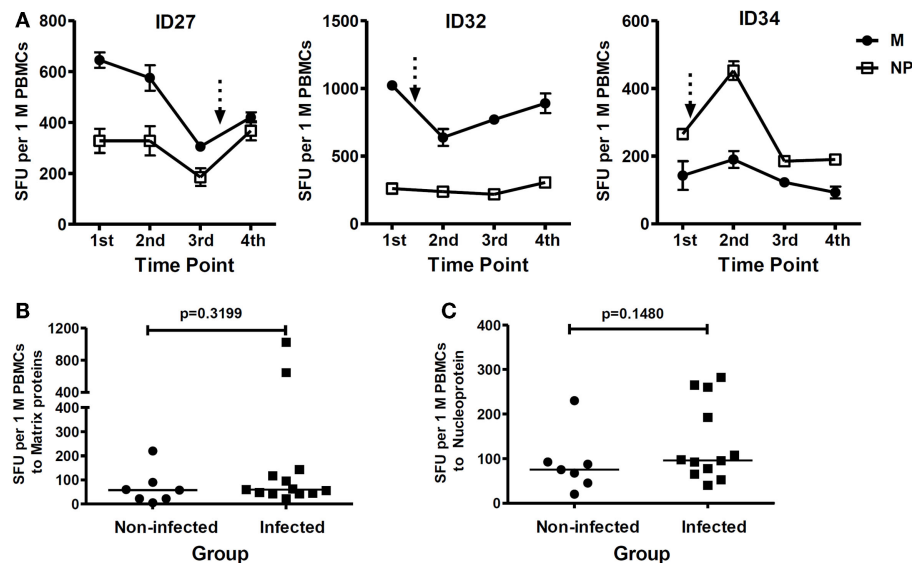 A
ID27
ID32
ID34
SFU per 1 M PBMCs
800
600
400
200
0
1st 2nd 3rd 4th
Time Point
SFU per 1 M PBMCs
1500
1000
500
0
1st 2nd 3rd 4th
Time Point
SFU per 1 M PBMCs
600
400
200
0
1st 2nd 3rd 4th
Time Point
M
NP
B
p=0.3199
SFU per 1 M PBMCs
to Matrix proteins
1200
1000
800
600
400
400
300
200
100
0
Non-infected Infected
Group
C
p=0.1480
SFU per 1 M PBMCs
to Nucleoprotein
400
300
200
100
0
Non-infected Infected
Group